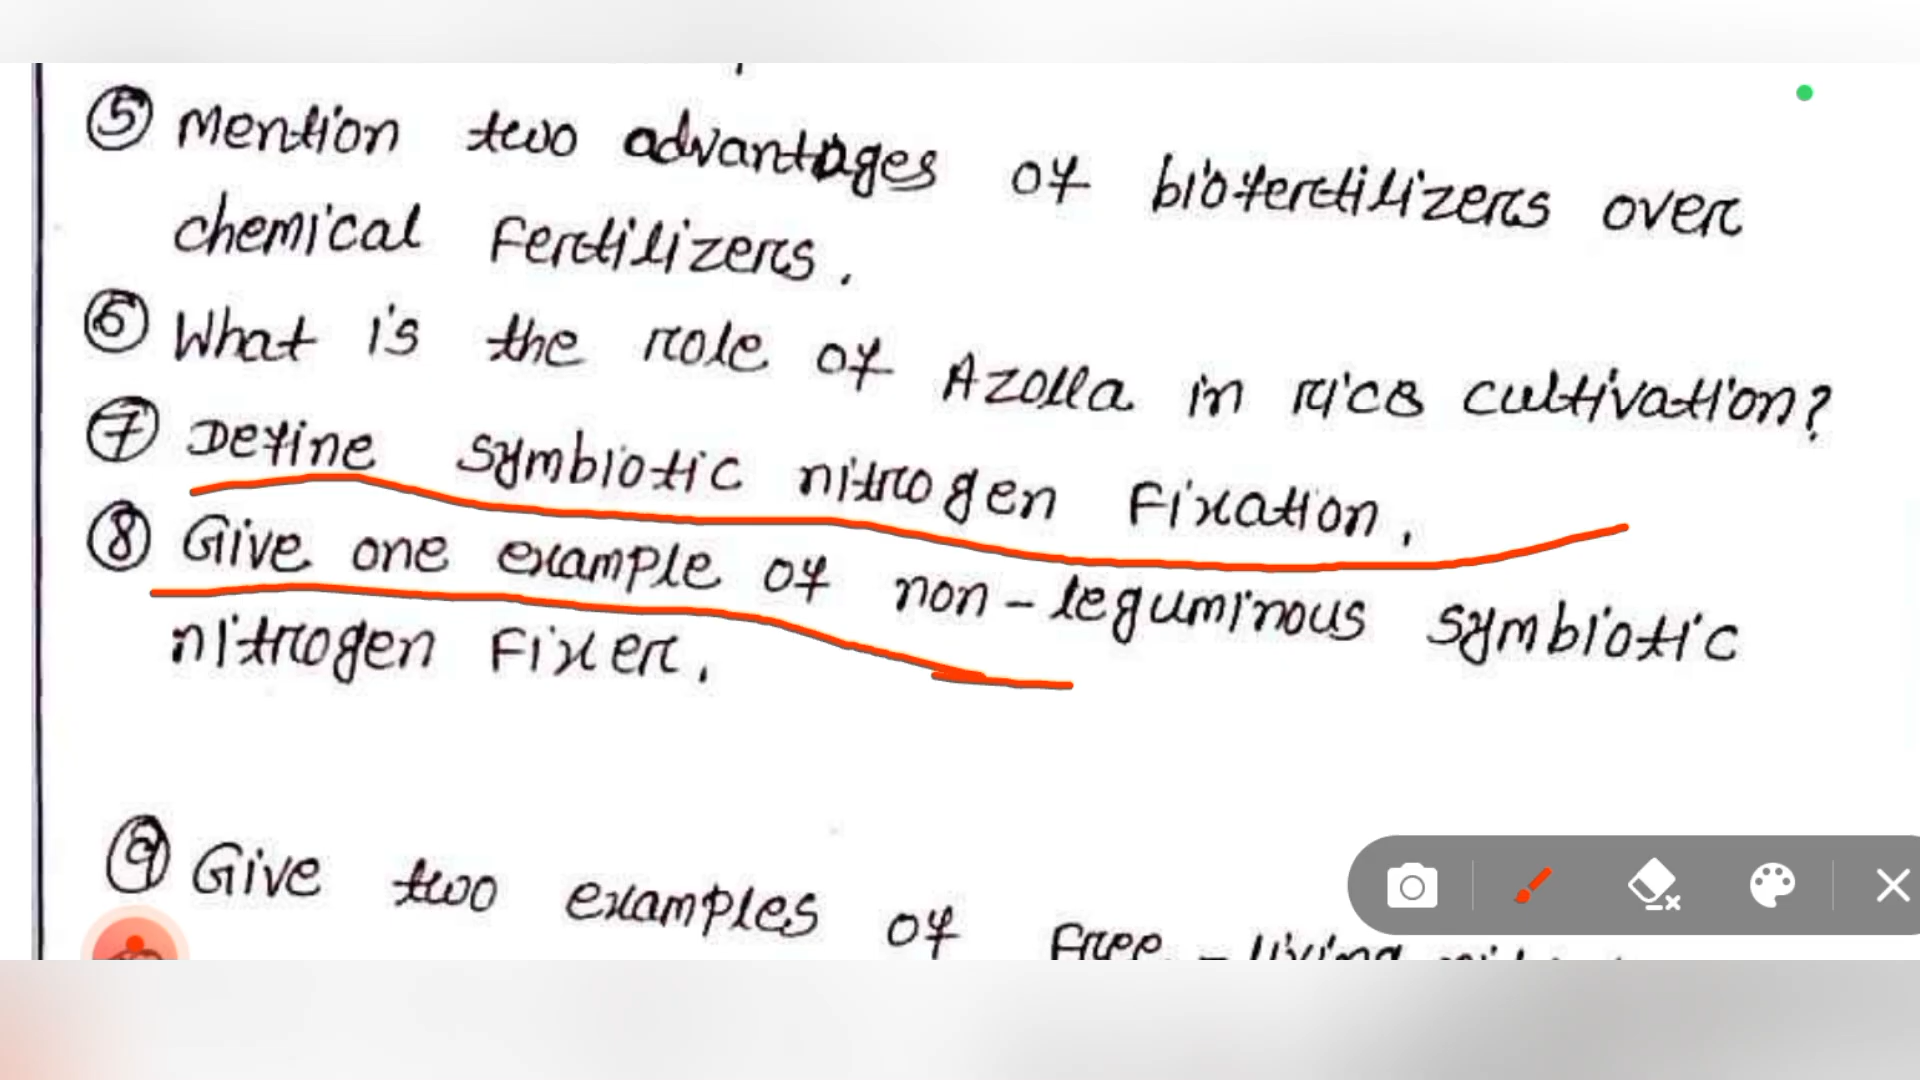 ⑤ Mention two advantages of biofertilizers over
chemical Fertilizers.
⑥ What is the role of Azolla in rice cultivation?
⑦ Define symbiotic nitrogen Fixation.
⑧ Give one example of non-leguminous symbiotic
nitrogen Fixer.
⑨ Give two examples of Free-living